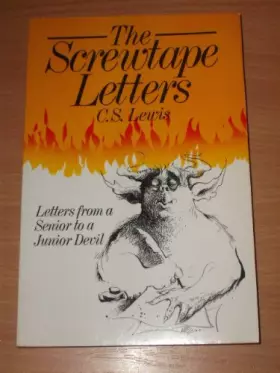 The
Screwtape
Letters
C.S. Lewis
Letters from a
Senior to a
Junior Devil